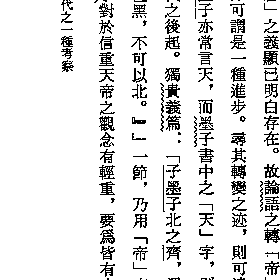 」之義顯已明白存在。故論語之轉「帝
可謂是一種進步。尋其轉變之迹，則可
子亦常言天，而墨子書中之「天」字，
之後起。獨貴義篇：「子墨子北之齊，
黑，不可以北。』」一節，乃用「帝」
對於信重天帝之觀念有輕重，要爲皆有
代之一種考察